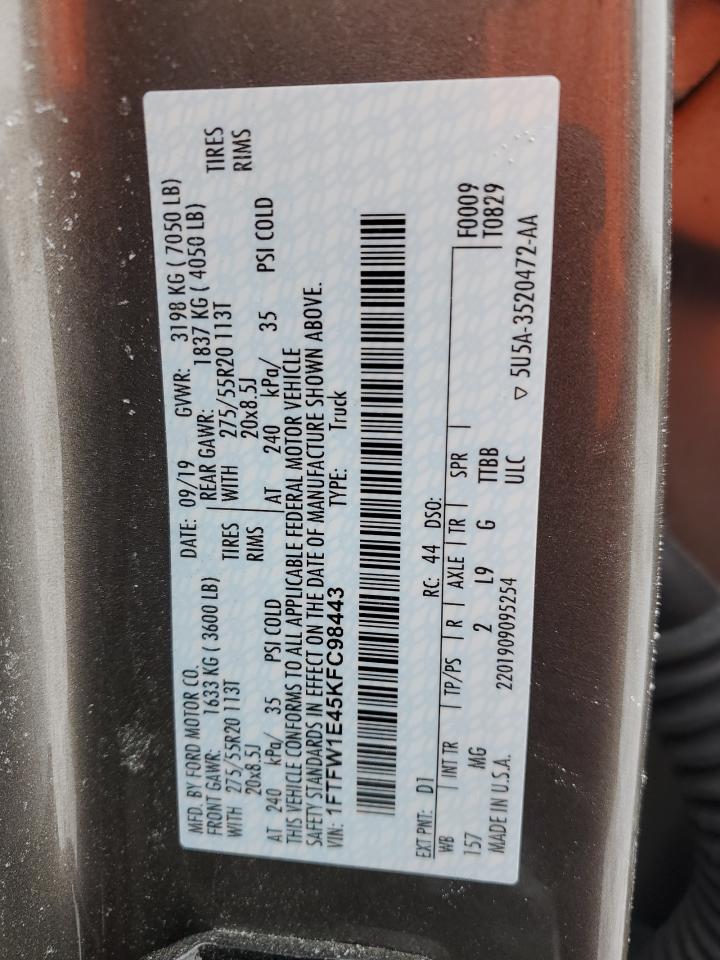 MFD. BY FORD MOTOR CO. DATE: 09/19 GVWR: 3198 KG ( 7050 LB)
FRONT GAWR: 1633 KG ( 3600 LB) REAR GAWR: 1837 KG ( 4050 LB)
WITH 275/55R20 113T TIRES WITH 275/55R20 113T TIRES
20x8.5J RIMS 20x8.5J RIMS
AT 240 kPa/ 35 PSI COLD AT 240 kPa/ 35 PSI COLD
THIS VEHICLE CONFORMS TO ALL APPLICABLE FEDERAL MOTOR VEHICLE
SAFETY STANDARDS IN EFFECT ON THE DATE OF MANUFACTURE SHOWN ABOVE.
VIN: 1FTFW1E45KFC98443 TYPE: Truck
EXT PNT: D1 RC: 44 DSO:
WB INT TR TP/PS R AXLE TR SPR F0009
157 MG 2 L9 G TTBB T0829
MADE IN U.S.A. 2201909095254 ULC ▽ 5U5A-3520472-AA